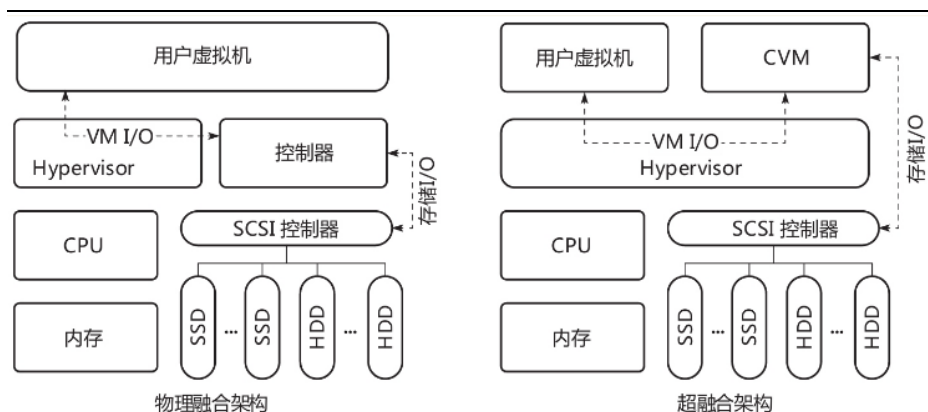 用户虚拟机
VM I/O
Hypervisor
控制器
存储I/O
CPU
SCSI 控制器
内存
SSD
...
SSD
HDD
...
HDD
物理融合架构
用户虚拟机
CVM
VM I/O
Hypervisor
存储I/O
CPU
SCSI 控制器
内存
SSD
...
SSD
HDD
...
HDD
超融合架构